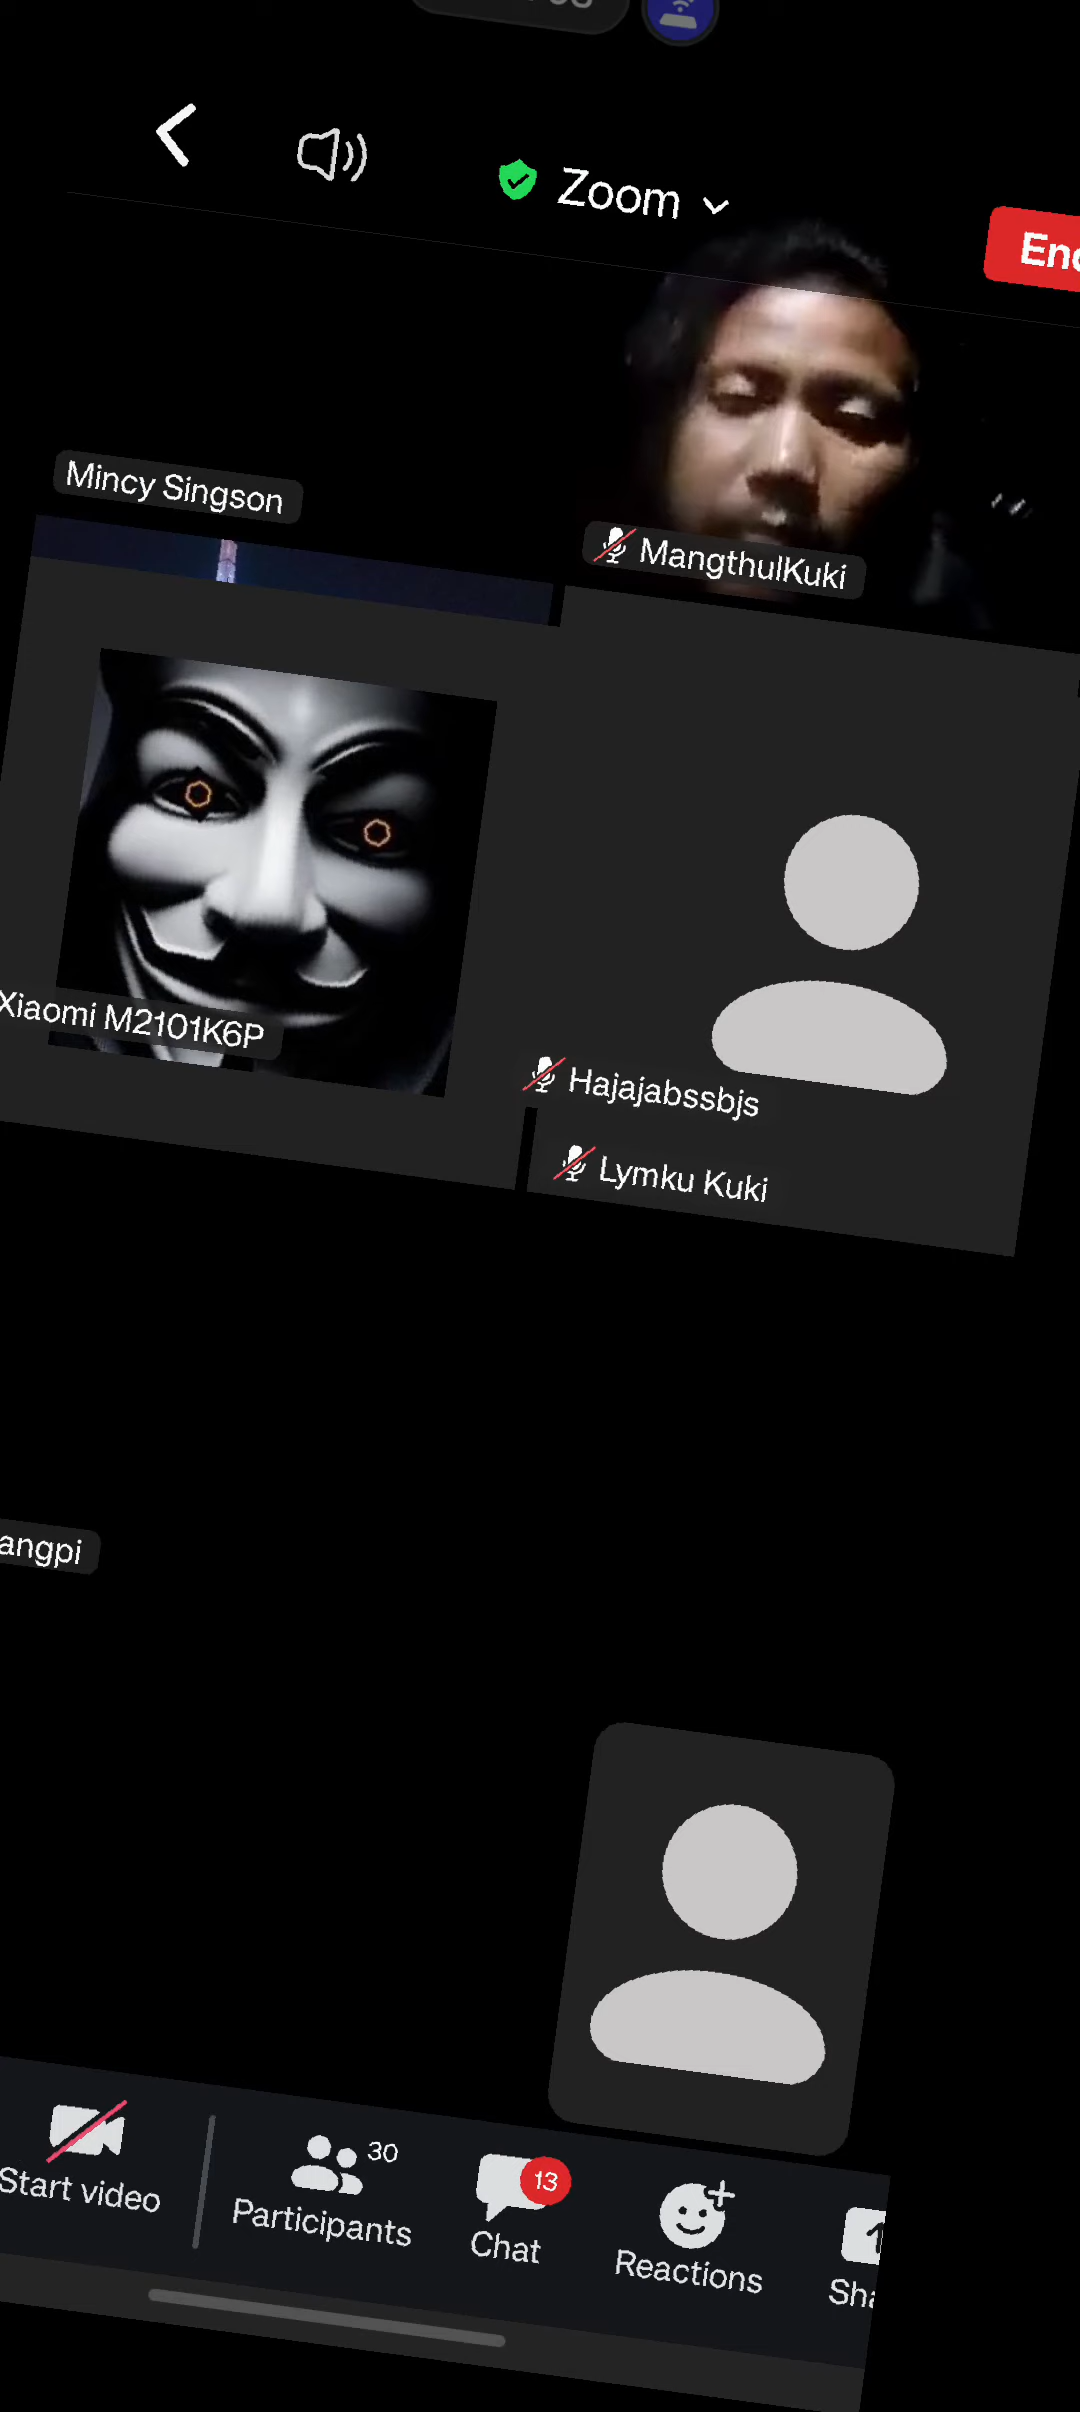 Zoom
Mincy Singson
MangthulKuki
Xiaomi M2101K6P
Hajajabssbjs
Lymku Kuki
angpi
30
13
Start video
Participants
Chat
Reactions